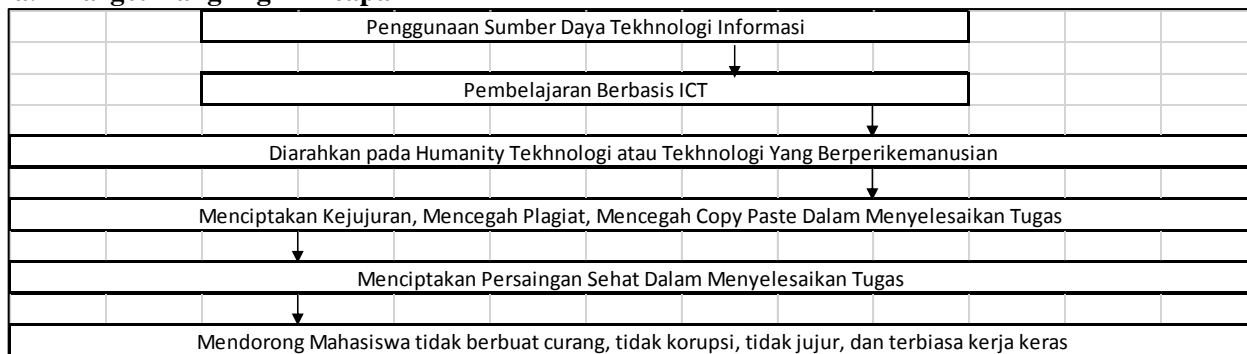 Penggunaan Sumber Daya Tekhnologi Informasi
Pembelajaran Berbasis ICT
Diarahkan pada Humanity Tekhnologi atau Tekhnologi Yang Berperikemanusian
Menciptakan Kejujuran, Mencegah Plagiat, Mencegah Copy Paste Dalam Menyelesaikan Tugas
Menciptakan Persaingan Sehat Dalam Menyelesaikan Tugas
Mendorong Mahasiswa tidak berbuat curang, tidak korupsi, tidak jujur, dan terbiasa kerja keras